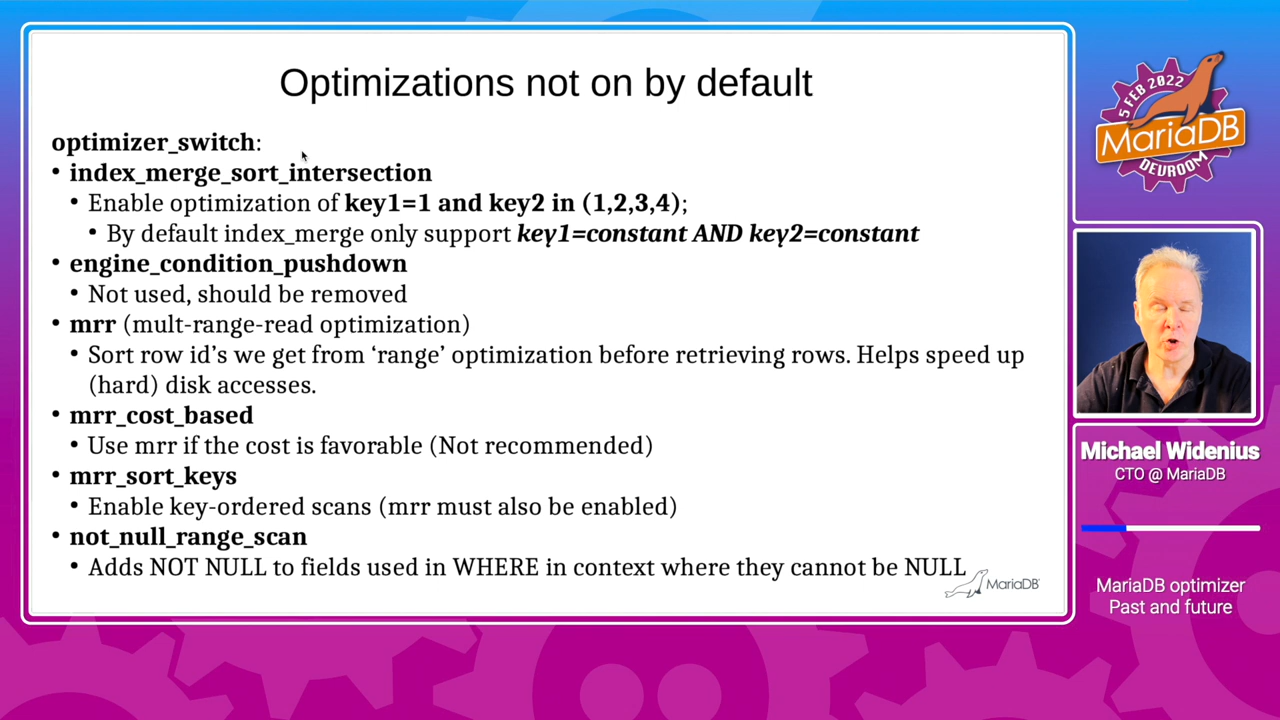 Optimizations not on by default
optimizer_switch:
• index_merge_sort_intersection
• Enable optimization of key1=1 and key2 in (1,2,3,4);
• By default index_merge only support key1=constant AND key2=constant
• engine_condition_pushdown
• Not used, should be removed
• mrr (mult-range-read optimization)
• Sort row id’s we get from ‘range’ optimization before retrieving rows. Helps speed up
(hard) disk accesses.
• mrr_cost_based
• Use mrr if the cost is favorable (Not recommended)
• mrr_sort_keys
• Enable key-ordered scans (mrr must also be enabled)
• not_null_range_scan
• Adds NOT NULL to fields used in WHERE in context where they cannot be NULL
MariaDB
5 FEB 2022
MariaDB
DEVROOM
Michael Widenius
CTO @ MariaDB
MariaDB optimizer
Past and future